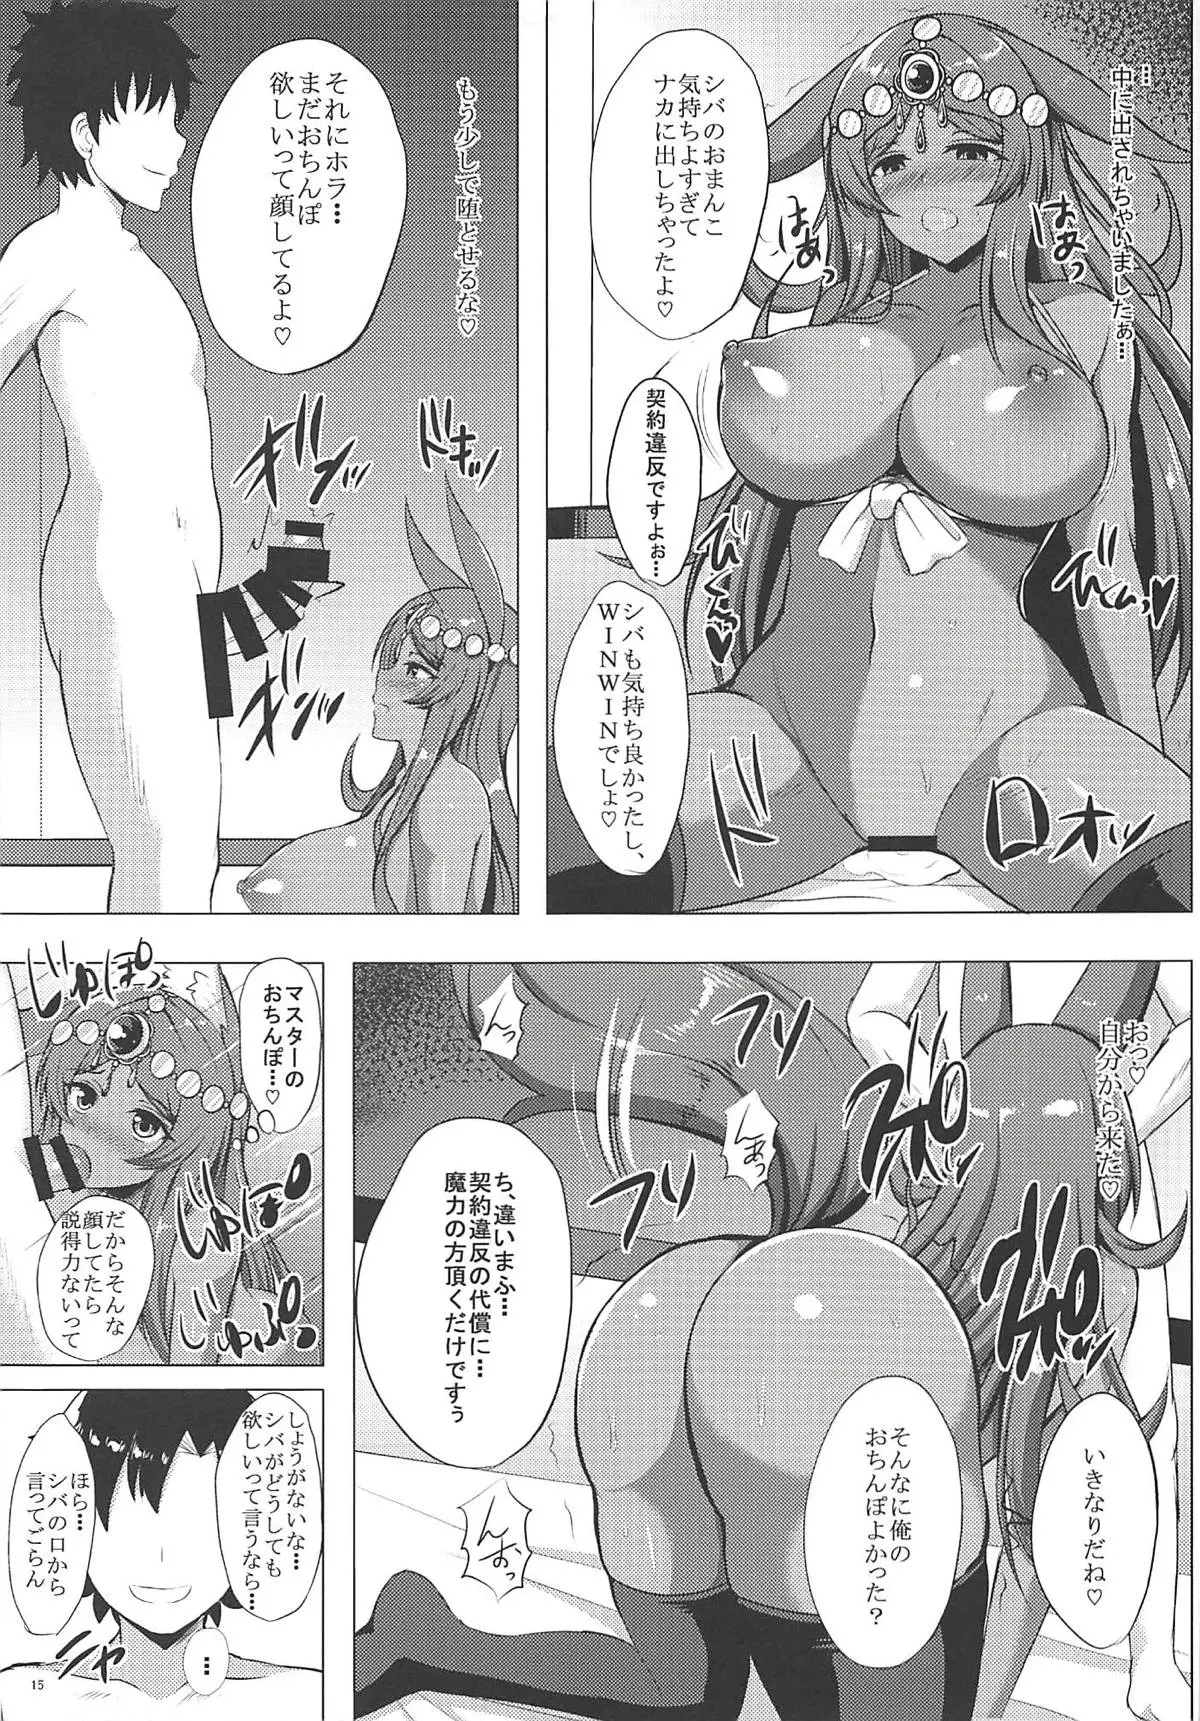 …
中に出されちゃいましたぁ…
はぁっ
はぁっ
シバのおまんこ
気持ちよすぎて
ナカに出しちゃったよ♡
契約違反ですよぉ…
シバも気持ち良かったし、
WINWINでしょ♡
びくんっ♡
びく～っ♡
ドロォッ
もう少しで堕とせるな♡
それにホラ…
まだおちんぽ
欲しいって顔してるよ♡
ドキッ
ギンッ
ギンッ
おっ♡
自分から来た♡
いきなりだね♡
そんなに俺の
おちんぽよかった？
フリ
フリ
んぁっ
んおっ
ち、違いまふ…
契約違反の代償に…
魔力の方頂くだけですぅ
マスターの
おちんぽ…♡
じゅぽっ
じゅぽ
じゅぷ
だからそんな
顔してたら
説得力ないって
しょうがないな…
シバがどうしても
欲しいって言うなら…
ほら…
シバの口から
言ってごらん
…
ニヤ
15